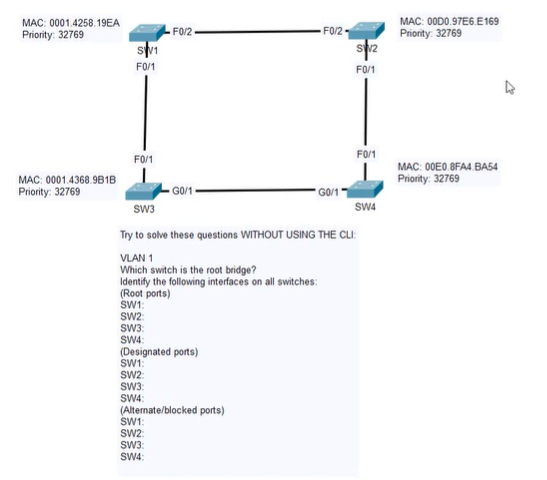 MAC: 0001.4258.19EA
Priority: 32769
F0/2
F0/2
MAC: 00D0.97E6.E169
Priority: 32769
SW1
SW2
F0/1
F0/1
F0/1
F0/1
MAC: 0001.4368.9B1B
Priority: 32769
G0/1
G0/1
MAC: 00E0.8FA4.BA54
Priority: 32769
SW3
SW4
Try to solve these questions WITHOUT USING THE CLI:
VLAN 1
Which switch is the root bridge?
Identify the following interfaces on all switches:
(Root ports)
SW1:
SW2:
SW3:
SW4:
(Designated ports)
SW1:
SW2:
SW3:
SW4:
(Alternate/blocked ports)
SW1:
SW2:
SW3:
SW4: